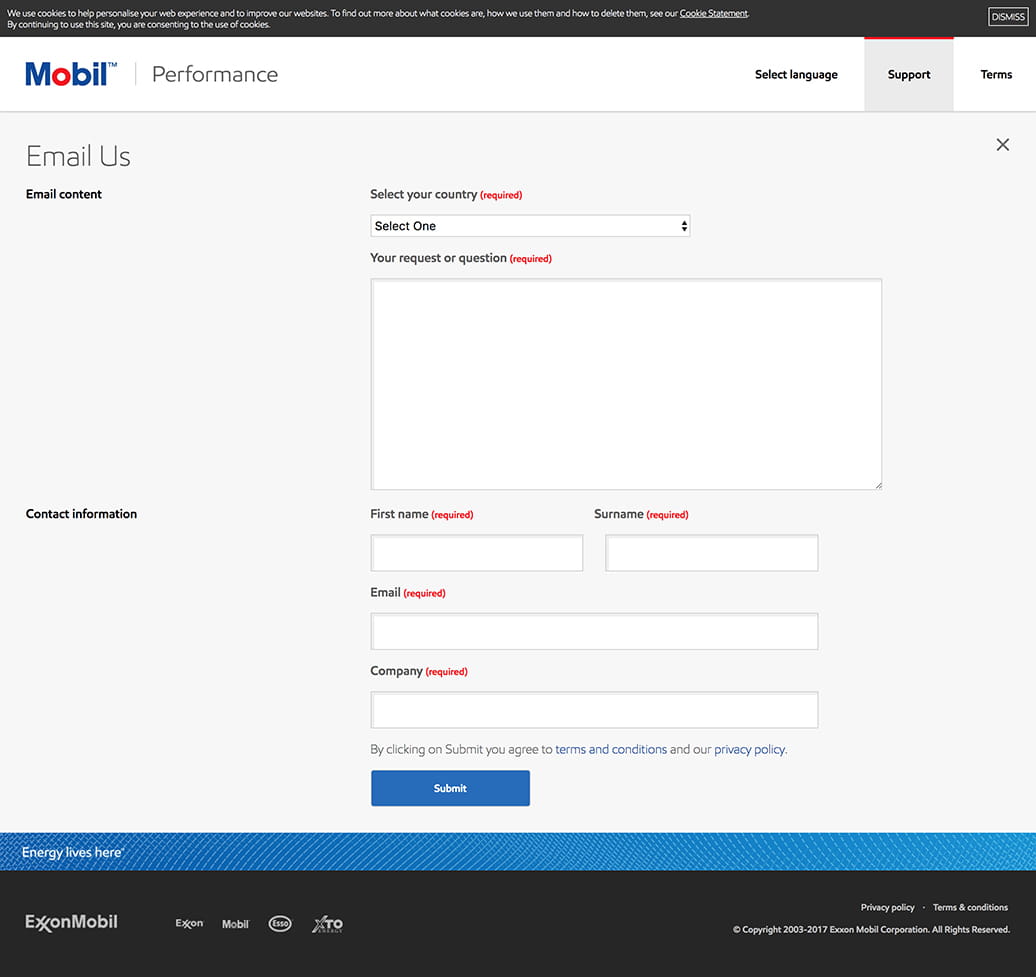 We use cookies to help personalise your web experience and to improve our websites. To find out more about what cookies are, how we use them and how to delete them, see our Cookie Statement.
By continuing to use this site, you are consenting to the use of cookies.
DISMISS
Mobil™ Performance
Select language
Support
Terms
Email Us
Email content
Select your country (required)
Select One
Your request or question (required)
Contact information
First name (required)
Surname (required)
Email (required)
Company (required)
By clicking on Submit you agree to terms and conditions and our privacy policy.
Submit
Energy lives here™
ExxonMobil
Exxon
Mobil
Esso
XTO
ENERGY
Privacy policy · Terms & conditions
© Copyright 2003-2017 Exxon Mobil Corporation. All Rights Reserved.